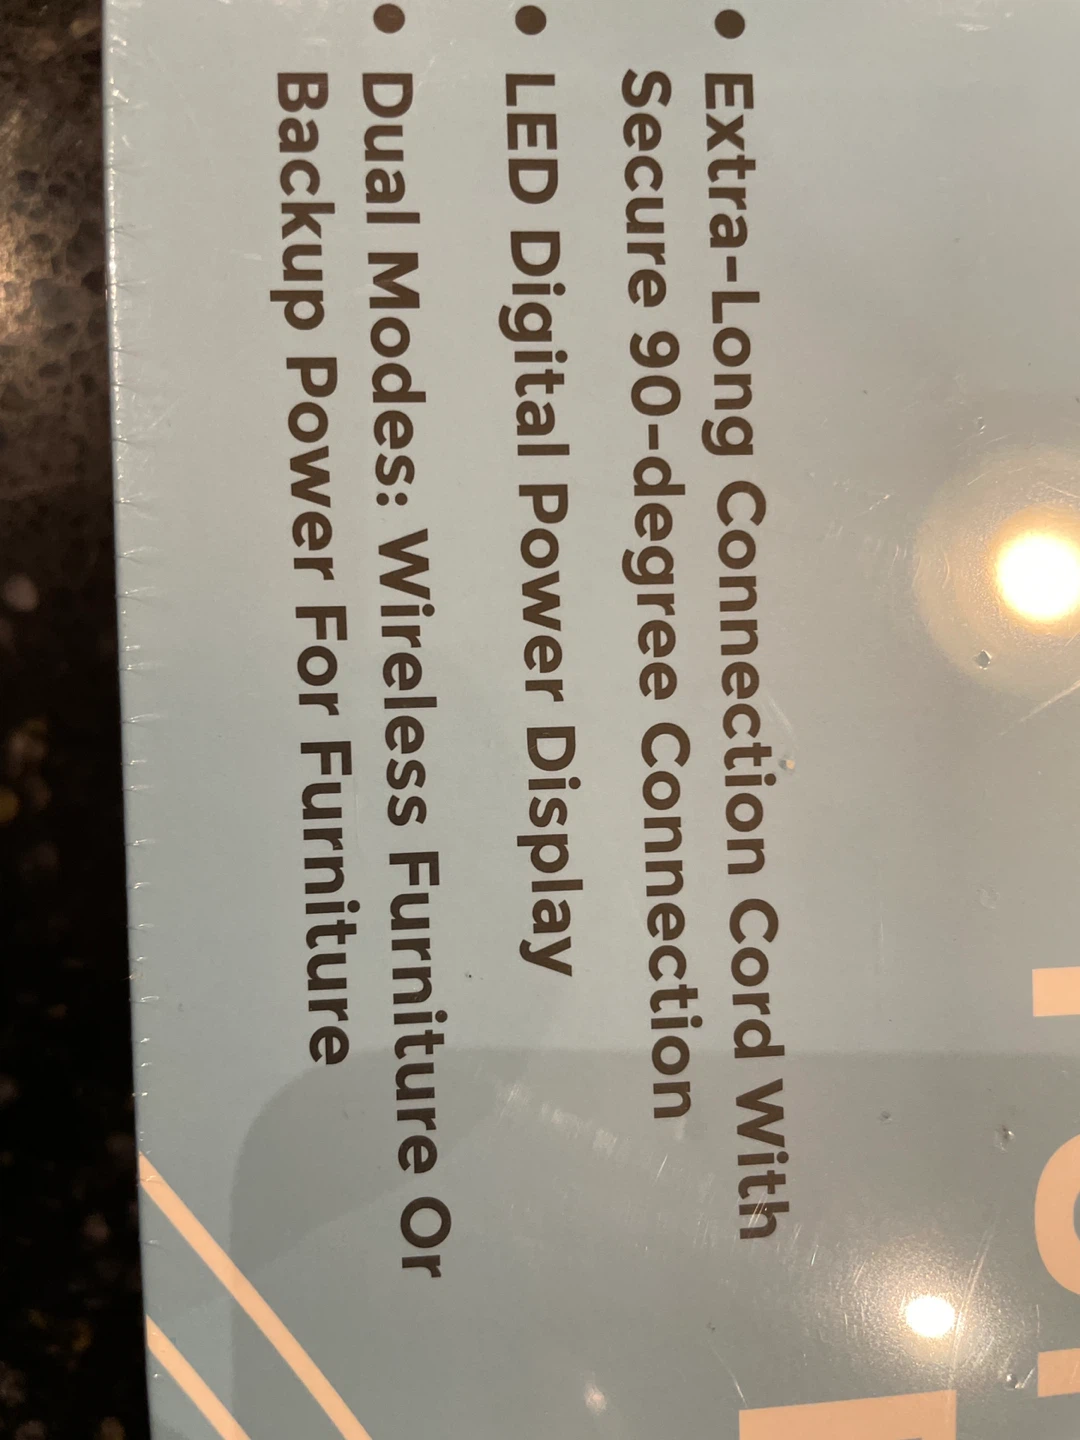 • Extra-Long Connection Cord With
Secure 90-degree Connection
• LED Digital Power Display
• Dual Modes: Wireless Furniture Or
Backup Power For Furniture